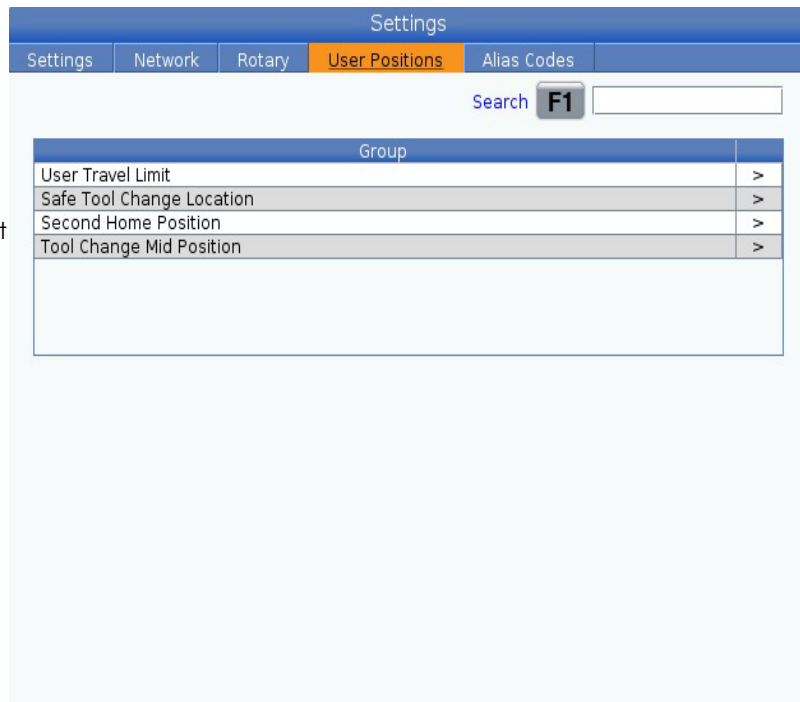 Settings
Settings Network Rotary User Positions Alias Codes
Search F1
Group
User Travel Limit >
Safe Tool Change Location >
t
Second Home Position >
Tool Change Mid Position >